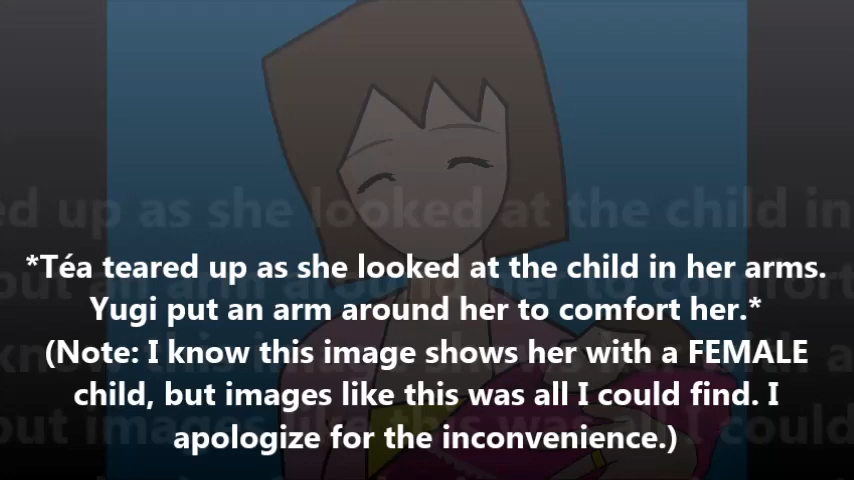 *Téa teared up as she looked at the child in her arms.
Yugi put an arm around her to comfort her.*
(Note: I know this image shows her with a FEMALE
child, but images like this was all I could find. I
apologize for the inconvenience.)